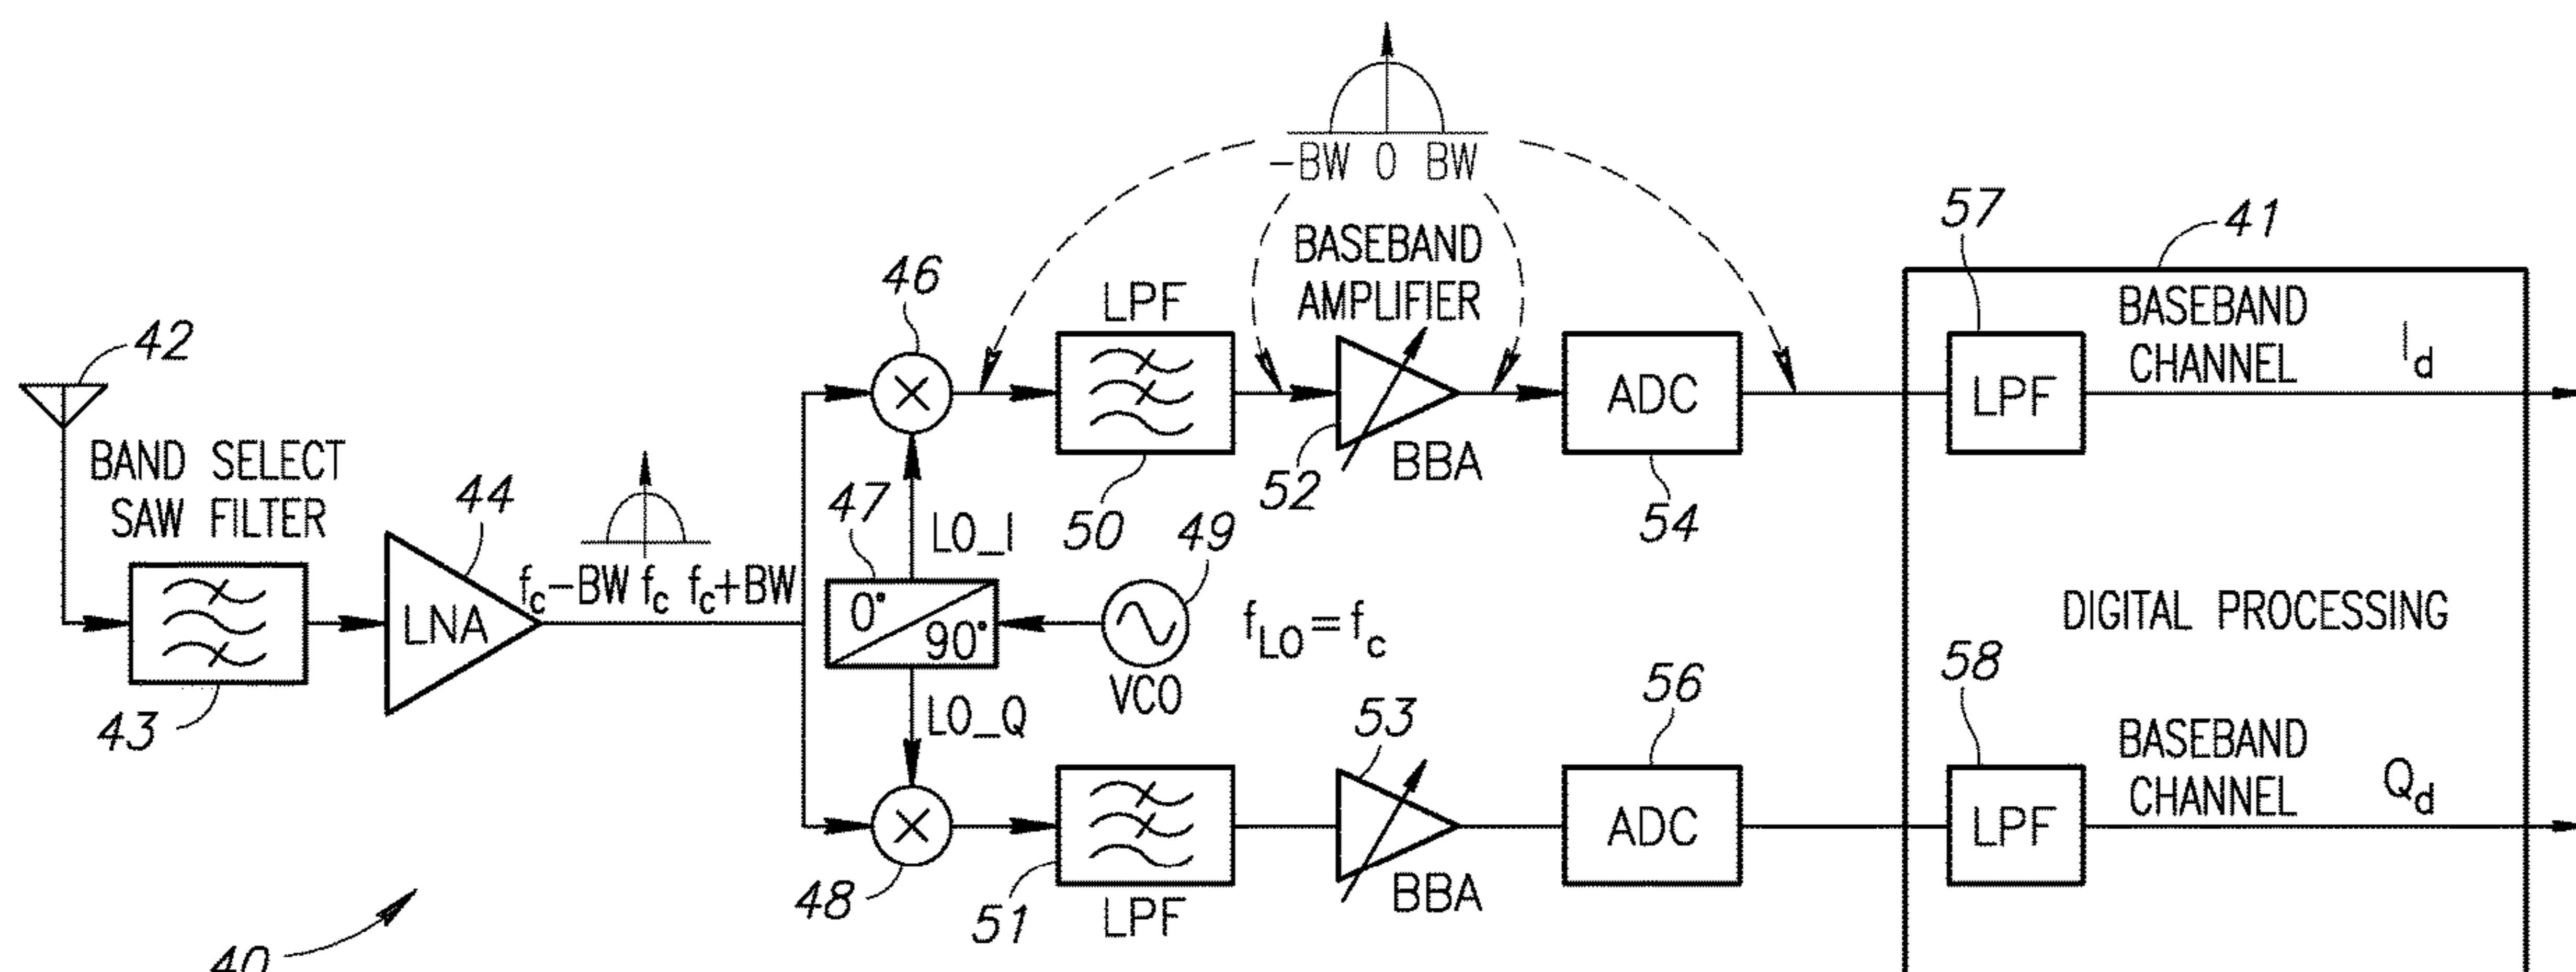 -BW 0 BW
57
41
46
LPF
BASEBAND
AMPLIFIER
BASEBAND
CHANNEL
I_d
42
ADC
LPF
BAND SELECT
SAW FILTER
44
47
LO_I
50
49
52
BBA
54
f_c-BW f_c f_c+BW
LNA
0°
90°
f_LO=f_c
VCO
DIGITAL PROCESSING
43
LO_Q
53
56
58
BASEBAND
CHANNEL
Q_d
ADC
LPF
48
51
LPF
BBA
40